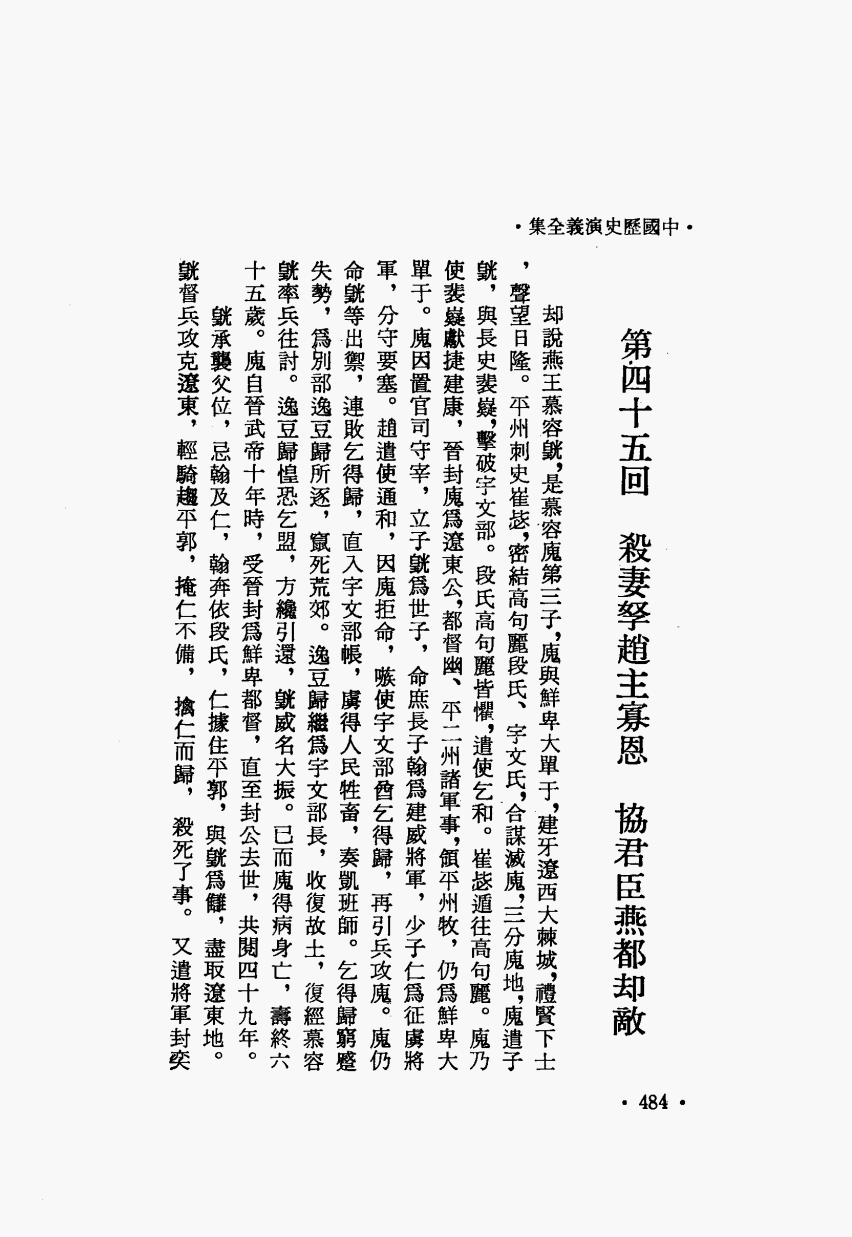 ·中國歷史演義全集·
第四十五回　殺妻孥趙主寡恩　協君臣燕都却敵
却說燕王慕容皝，是慕容廆第三子，廆與鮮卑大單于，建牙遼西大棘城，禮賢下士
，聲望日隆。平州刺史崔毖，密結高句麗段氏、宇文氏，合謀滅廆，三分廆地，廆遣子
皝，與長史裴嶷，擊破宇文部。段氏高句麗皆懼，遣使乞和。崔毖遁往高句麗。廆乃
使裴嶷獻捷建康，晉封廆爲遼東公，都督幽、平二州諸軍事，領平州牧，仍爲鮮卑大
單于。廆因置官司守宰，立子皝爲世子，命庶長子翰爲建威將軍，少子仁爲征虜將
軍，分守要塞。趙遣使通和，因廆拒命，嗾使宇文部酋乞得歸，再引兵攻廆。廆仍
命皝等出禦，連敗乞得歸，直入宇文部帳，虜得人民牲畜，奏凱班師。乞得歸窮蹙
失勢，爲別部逸豆歸所逐，竄死荒郊。逸豆歸繼爲宇文部長，收復故土，復經慕容
皝率兵往討。逸豆歸惶恐乞盟，方纔引還，皝威名大振。已而廆得病身亡，壽終六
十五歲。廆自晉武帝十年時，受晉封爲鮮卑都督，直至封公去世，共閱四十九年。
皝承襲父位，忌翰及仁，翰奔依段氏，仁據住平郭，與皝爲讎，盡取遼東地。
皝督兵攻克遼東，輕騎趨平郭，掩仁不備，擒仁而歸，殺死了事。又遣將軍封奕
·484·